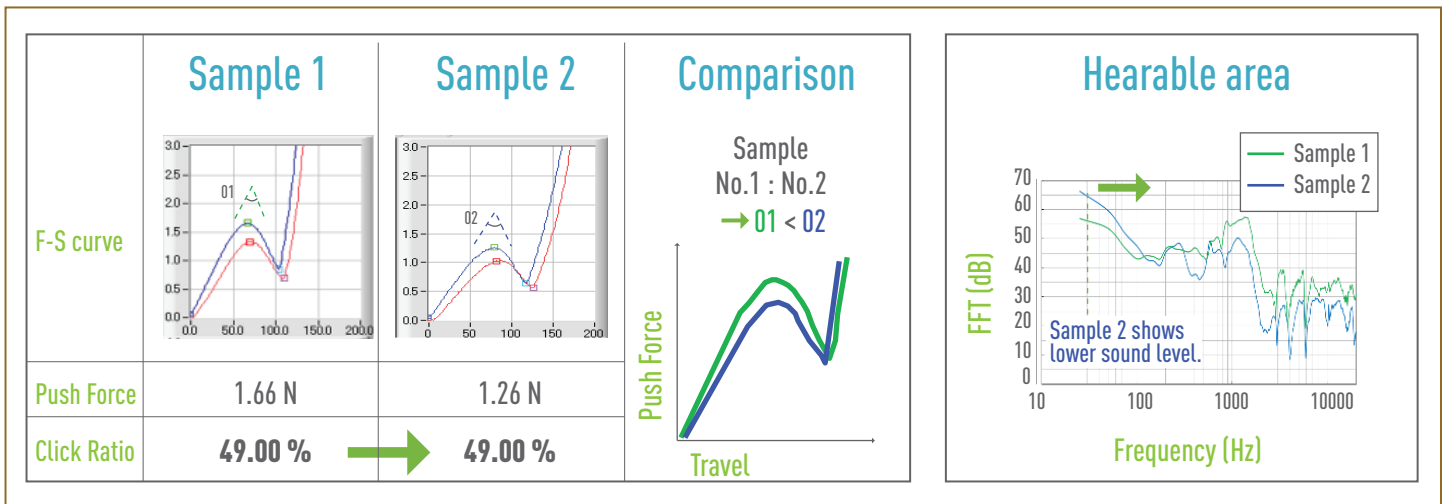 Sample 1
Sample 2
Comparison
F-S curve
3.0
2.5
2.0
1.5
1.0
0.5
0.0
0.0
50.0
100.0
150.0
200.0
01
3.0
2.5
2.0
1.5
1.0
0.5
0.0
0
50
100
150
200
02
Sample
No.1 : No.2
01 < 02
Push Force
Travel
Push Force
1.66 N
1.26 N
Click Ratio
49.00 %
49.00 %
Hearable area
Sample 1
Sample 2
FFT (dB)
70
60
50
40
30
20
10
0
Sample 2 shows
lower sound level.
10
100
1000
10000
Frequency (Hz)